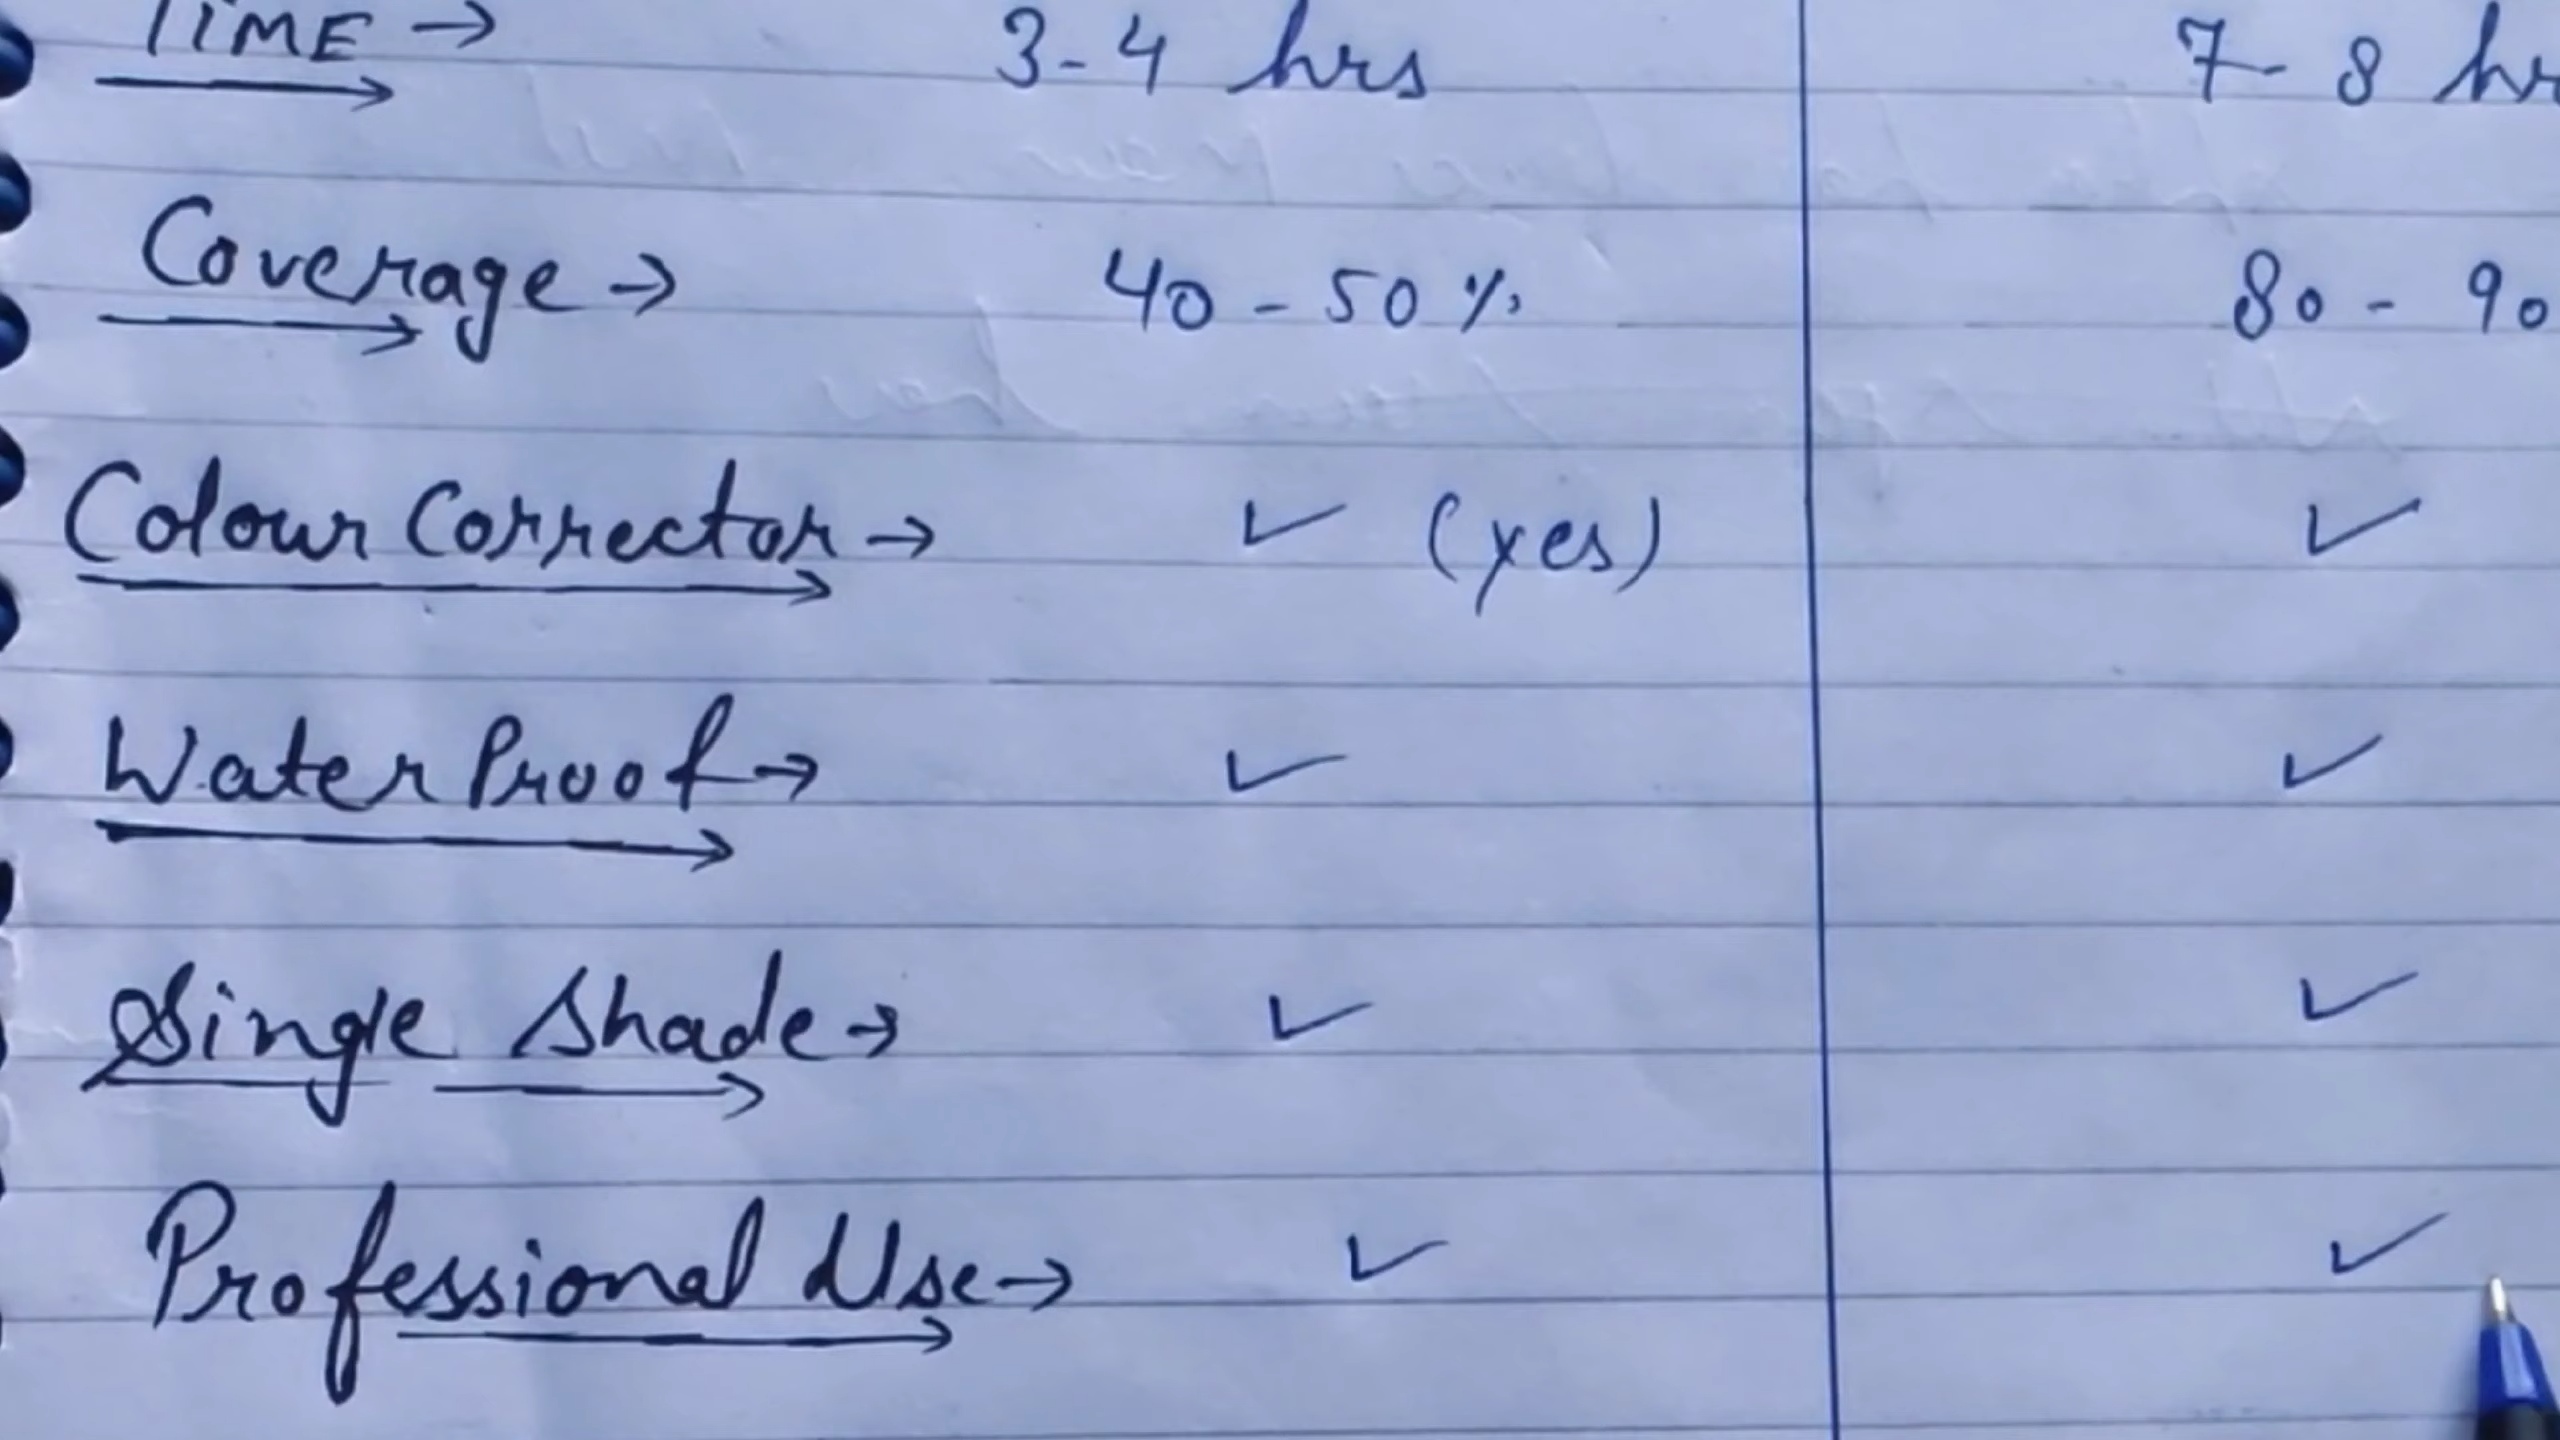 TIME → 3-4 hrs 7-8 hr
Coverage → 40-50% 80-90
Colour Corrector → ✓ (yes) ✓
Water Proof → ✓ ✓
Single Shade → ✓ ✓
Professional Use → ✓ ✓